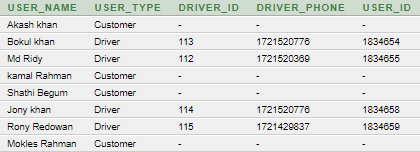 USER_NAME USER_TYPE DRIVER_ID DRIVER_PHONE USER_ID
Akash khan Customer - - -
Bokul khan Driver 113 1721520776 1834654
Md Ridy Driver 112 1721520369 1834655
kamal Rahman Customer - - -
Shathi Begum Customer - - -
Jony khan Driver 114 1721520776 1834658
Rony Redowan Driver 115 1721429837 1834659
Mokles Rahman Customer - - -